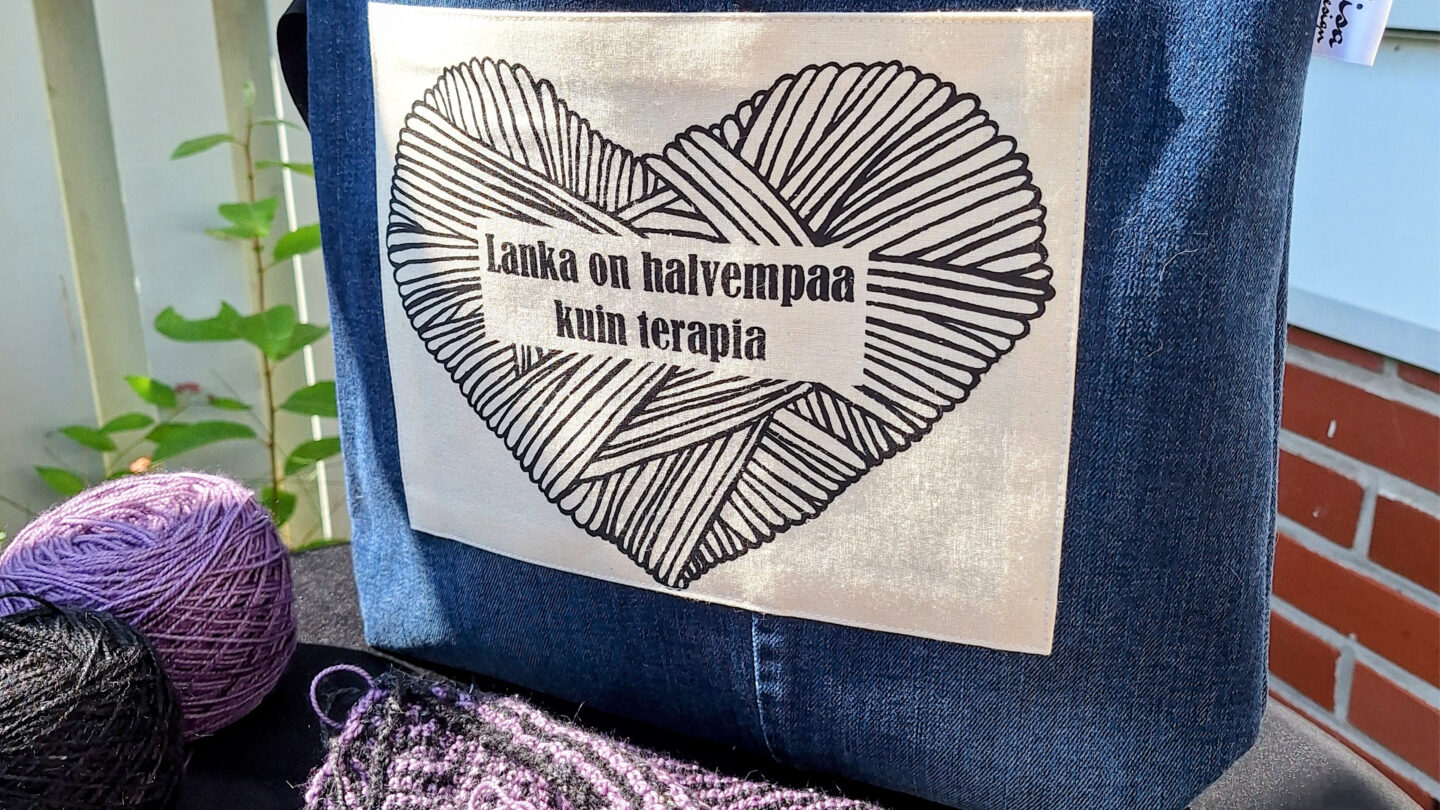 Lanka on halvempaa
kuin terapia